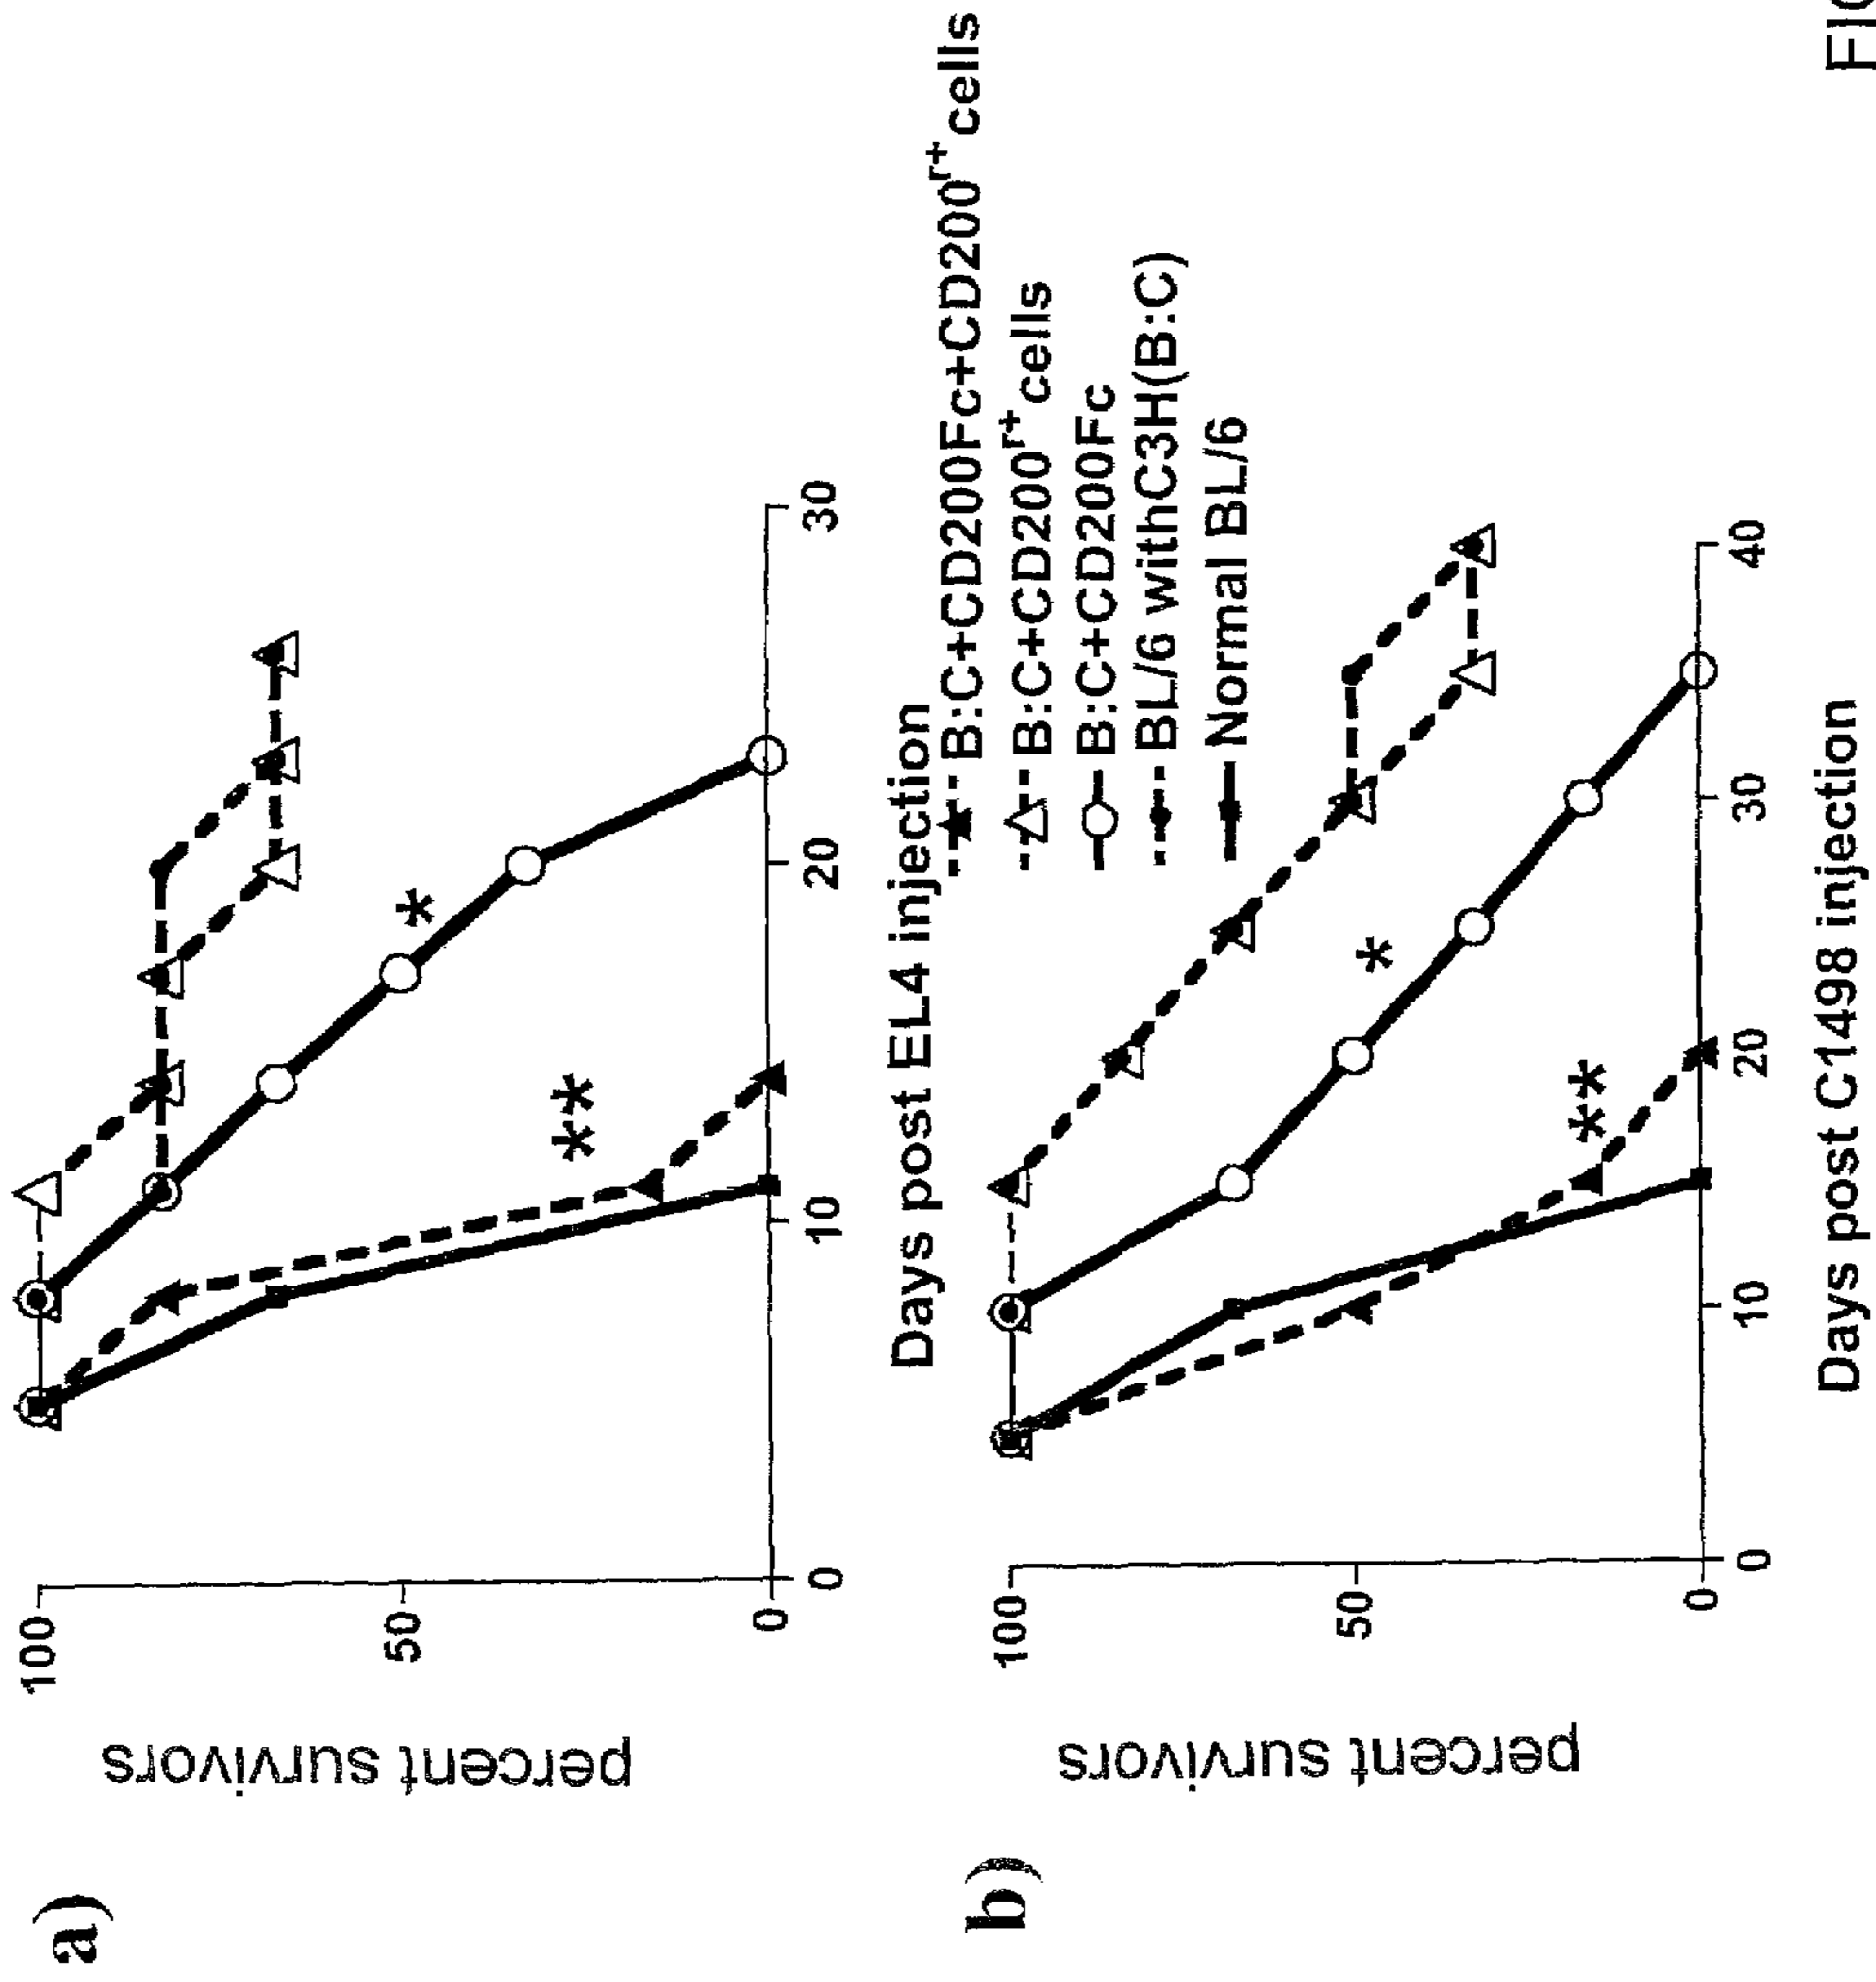 a)
percent survivors
100
50
0
0
10
20
30
Days post EL4 injection
*
**
B:C+CD200Fc+CD200r+cells
B:C+CD200r+cells
B:C+CD200Fc
BL/6 withC3H(B:C)
Normal BL/6
b)
percent survivors
100
50
0
0
10
20
30
40
Days post C1498 injection
*
**